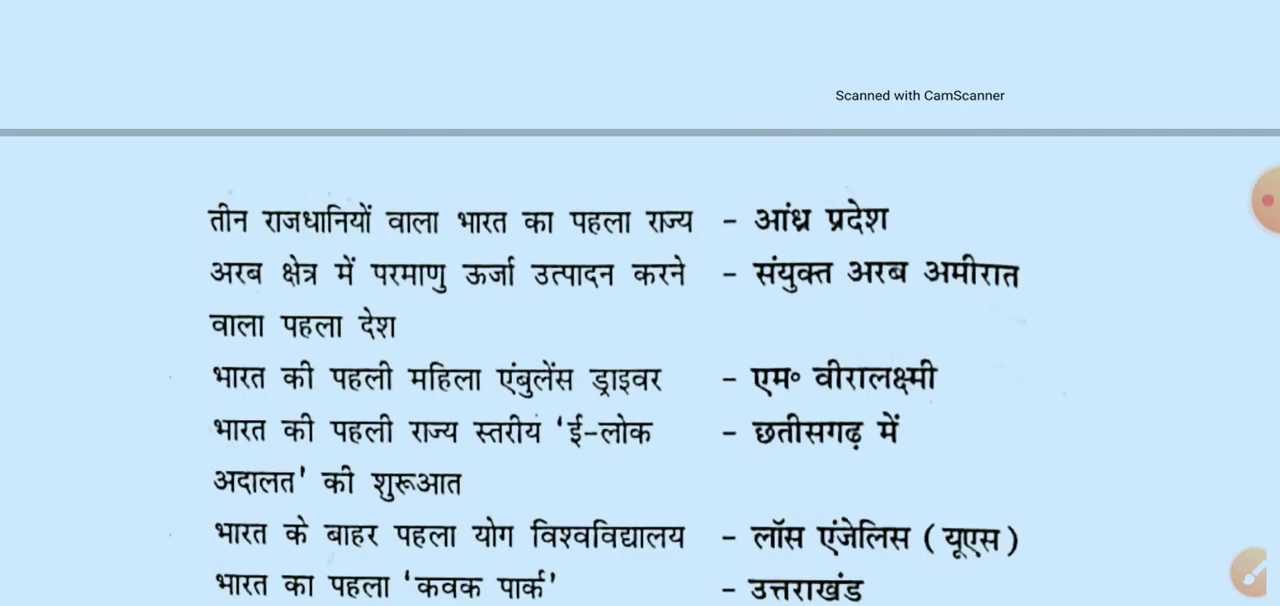 Scanned with CamScanner
तीन राजधानियों वाला भारत का पहला राज्य - आंध्र प्रदेश
अरब क्षेत्र में परमाणु ऊर्जा उत्पादन करने - संयुक्त अरब अमीरात
वाला पहला देश
भारत की पहली महिला एंबुलेंस ड्राइवर - एम॰ वीरालक्ष्मी
भारत की पहली राज्य स्तरीय 'ई-लोक - छत्तीसगढ़ में
अदालत' की शुरूआत
भारत के बाहर पहला योग विश्वविद्यालय - लॉस एंजेलिस (यूएस)
भारत का पहला 'कवक पार्क' - उत्तराखंड